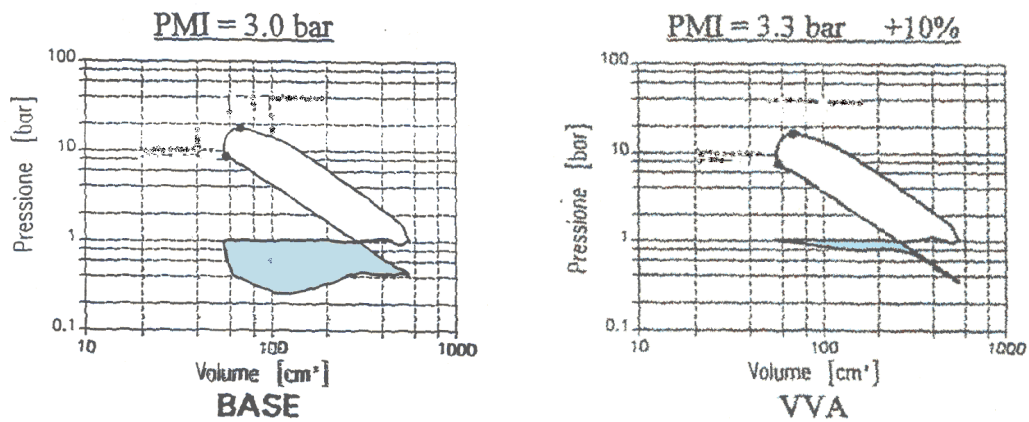 PMI = 3.0 bar
100
10
1
0.1
Pressione [bar]
10
100
1000
Volume [cm³]
BASE
PMI = 3.3 bar +10%
100
10
1
0.1
Pressione [bar]
10
100
1000
Volume [cm³]
VVA